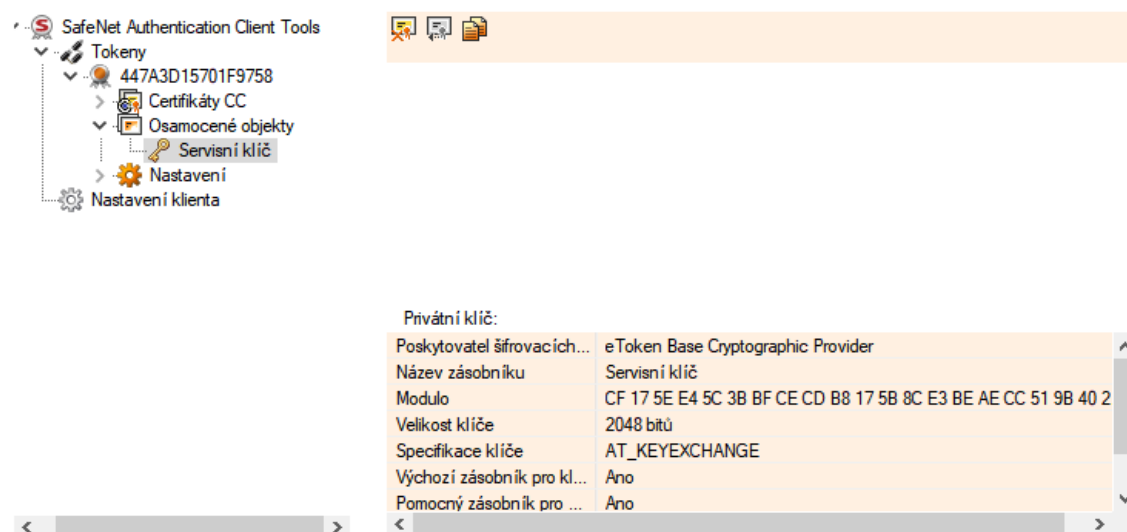 SafeNet Authentication Client Tools
Tokeny
447A3D15701F9758
Certifikáty CC
Osamocené objekty
Servisní klíč
Nastavení
Nastavení klienta
Privátní klíč:
Poskytovatel šifrovacích... eToken Base Cryptographic Provider
Název zásobníku Servisní klíč
Modulo CF 17 5E E4 5C 3B BF CE CD B8 17 5B 8C E3 BE AE CC 51 9B 40 2
Velikost klíče 2048 bitů
Specifikace klíče AT_KEYEXCHANGE
Výchozí zásobník pro kl... Ano
Pomocný zásobník pro ... Ano